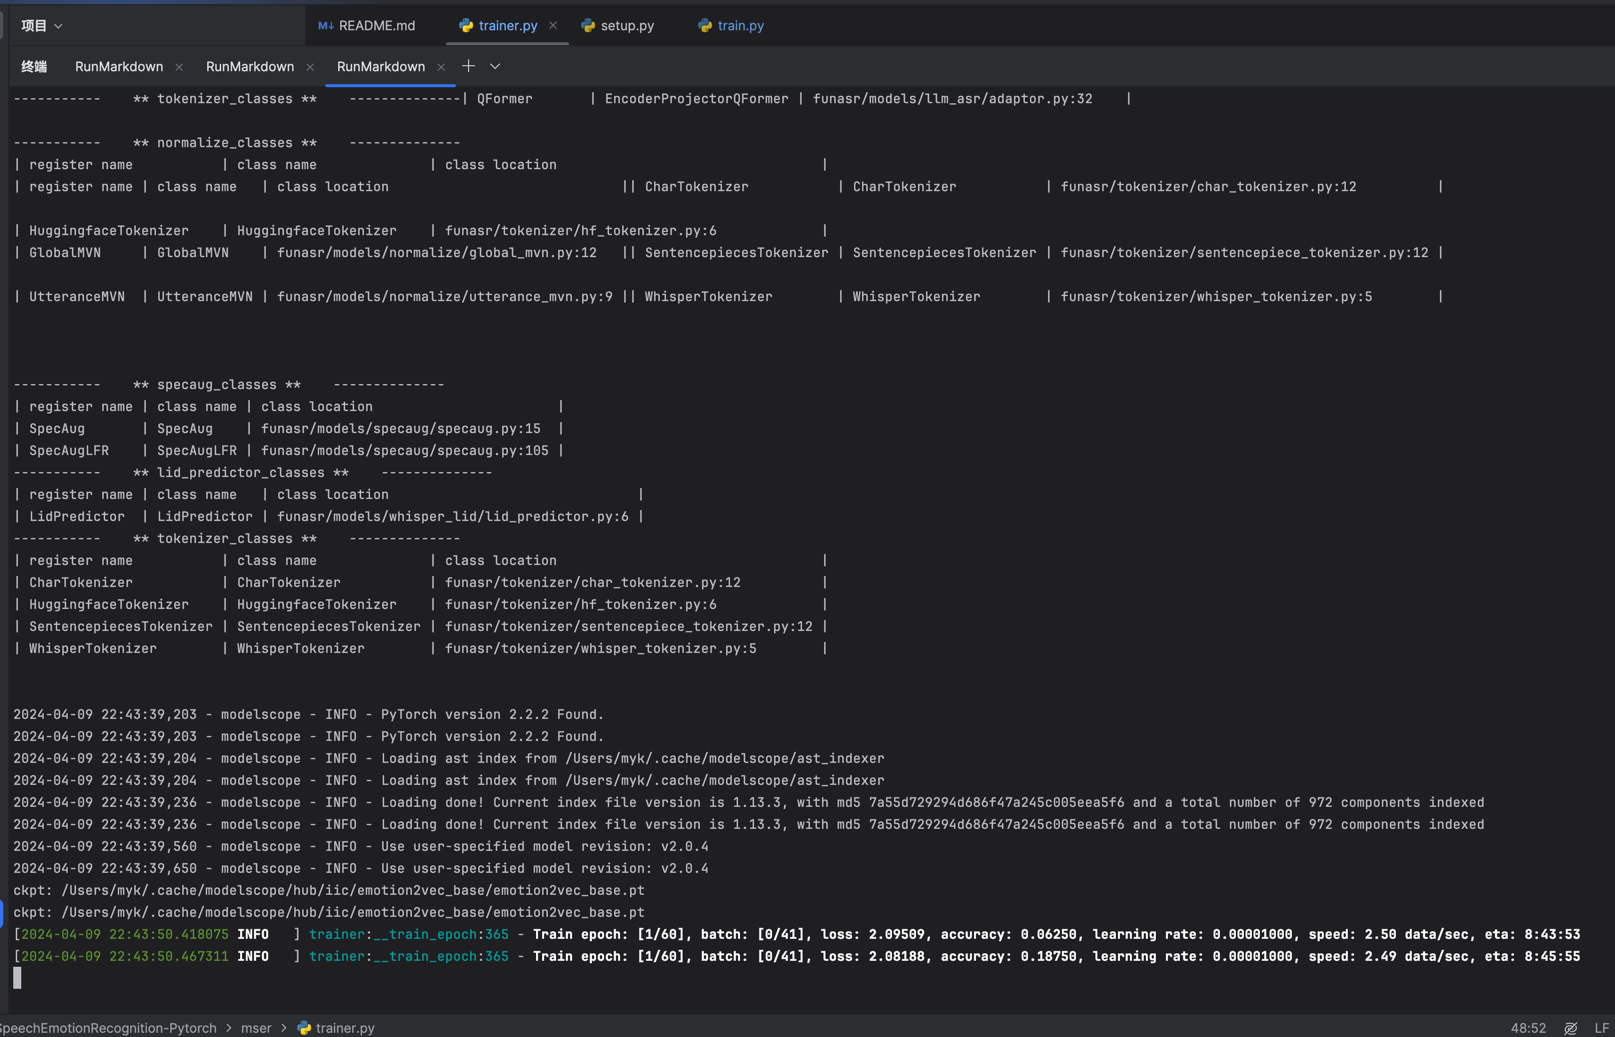 项目
README.md
trainer.py
setup.py
train.py
终端 RunMarkdown RunMarkdown RunMarkdown
----------- ** tokenizer_classes ** --------------| QFormer | EncoderProjectorQFormer | funasr/models/llm_asr/adaptor.py:32 |
----------- ** normalize_classes ** --------------
| register name | class name | class location |
| register name | class name | class location || CharTokenizer | CharTokenizer | funasr/tokenizer/char_tokenizer.py:12 |
| HuggingfaceTokenizer | HuggingfaceTokenizer | funasr/tokenizer/hf_tokenizer.py:6 |
| GlobalMVN | GlobalMVN | funasr/models/normalize/global_mvn.py:12 || SentencepiecesTokenizer | SentencepiecesTokenizer | funasr/tokenizer/sentencepiece_tokenizer.py:12 |
| UtteranceMVN | UtteranceMVN | funasr/models/normalize/utterance_mvn.py:9 || WhisperTokenizer | WhisperTokenizer | funasr/tokenizer/whisper_tokenizer.py:5 |
----------- ** specaug_classes ** --------------
| register name | class name | class location |
| SpecAug | SpecAug | funasr/models/specaug/specaug.py:15 |
| SpecAugLFR | SpecAugLFR | funasr/models/specaug/specaug.py:105 |
----------- ** lid_predictor_classes ** --------------
| register name | class name | class location |
| LidPredictor | LidPredictor | funasr/models/whisper_lid/lid_predictor.py:6 |
----------- ** tokenizer_classes ** --------------
| register name | class name | class location |
| CharTokenizer | CharTokenizer | funasr/tokenizer/char_tokenizer.py:12 |
| HuggingfaceTokenizer | HuggingfaceTokenizer | funasr/tokenizer/hf_tokenizer.py:6 |
| SentencepiecesTokenizer | SentencepiecesTokenizer | funasr/tokenizer/sentencepiece_tokenizer.py:12 |
| WhisperTokenizer | WhisperTokenizer | funasr/tokenizer/whisper_tokenizer.py:5 |
2024-04-09 22:43:39,203 - modelscope - INFO - PyTorch version 2.2.2 Found.
2024-04-09 22:43:39,203 - modelscope - INFO - PyTorch version 2.2.2 Found.
2024-04-09 22:43:39,204 - modelscope - INFO - Loading ast index from /Users/myk/.cache/modelscope/ast_indexer
2024-04-09 22:43:39,204 - modelscope - INFO - Loading ast index from /Users/myk/.cache/modelscope/ast_indexer
2024-04-09 22:43:39,236 - modelscope - INFO - Loading done! Current index file version is 1.13.3, with md5 7a55d729294d686f47a245c005eea5f6 and a total number of 972 components indexed
2024-04-09 22:43:39,236 - modelscope - INFO - Loading done! Current index file version is 1.13.3, with md5 7a55d729294d686f47a245c005eea5f6 and a total number of 972 components indexed
2024-04-09 22:43:39,560 - modelscope - INFO - Use user-specified model revision: v2.0.4
2024-04-09 22:43:39,650 - modelscope - INFO - Use user-specified model revision: v2.0.4
ckpt: /Users/myk/.cache/modelscope/hub/iic/emotion2vec_base/emotion2vec_base.pt
ckpt: /Users/myk/.cache/modelscope/hub/iic/emotion2vec_base/emotion2vec_base.pt
[2024-04-09 22:43:50.418075 INFO ] trainer:__train_epoch:365 - Train epoch: [1/60], batch: [0/41], loss: 2.09509, accuracy: 0.06250, learning rate: 0.00001000, speed: 2.50 data/sec, eta: 8:43:53
[2024-04-09 22:43:50.467311 INFO ] trainer:__train_epoch:365 - Train epoch: [1/60], batch: [0/41], loss: 2.08188, accuracy: 0.18750, learning rate: 0.00001000, speed: 2.49 data/sec, eta: 8:45:55
SpeechEmotionRecognition-Pytorch > mser > trainer.py 48:52 LF